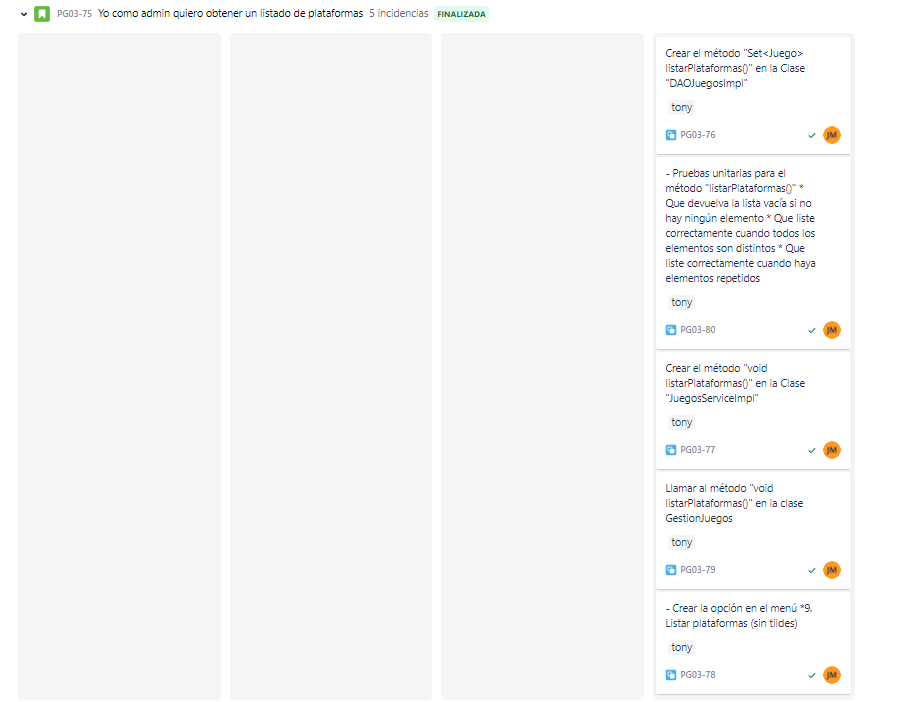 PG03-75 Yo como admin quiero obtener un listado de plataformas 5 incidencias FINALIZADA
Crear el método "Set<Juego>
listarPlataformas()" en la Clase
"DAOJuegosImpl"
tony
PG03-76 JM
- Pruebas unitarias para el
método "listarPlataformas()" *
Que devuelva la lista vacía si no
hay ningún elemento * Que liste
correctamente cuando todos los
elementos son distintos * Que
liste correctamente cuando haya
elementos repetidos
tony
PG03-80 JM
Crear el método "void
listarPlataformas()" en la Clase
"JuegosServiceImpl"
tony
PG03-77 JM
Llamar al método "void
listarPlataformas()" en la clase
GestionJuegos
tony
PG03-79 JM
- Crear la opción en el menú *9.
Listar plataformas (sin tildes)
tony
PG03-78 JM